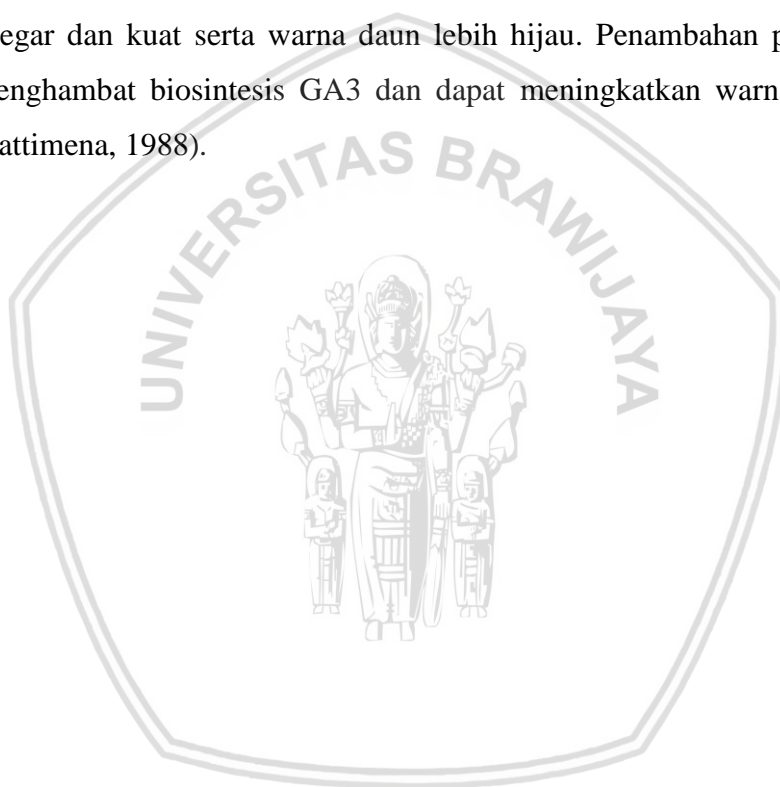 egar dan kuat serta warna daun lebih hijau. Penambahan p
enghambat biosintesis GA3 dan dapat meningkatkan warn
attimena, 1988).
UNIVERSITAS BRAWIJAYA